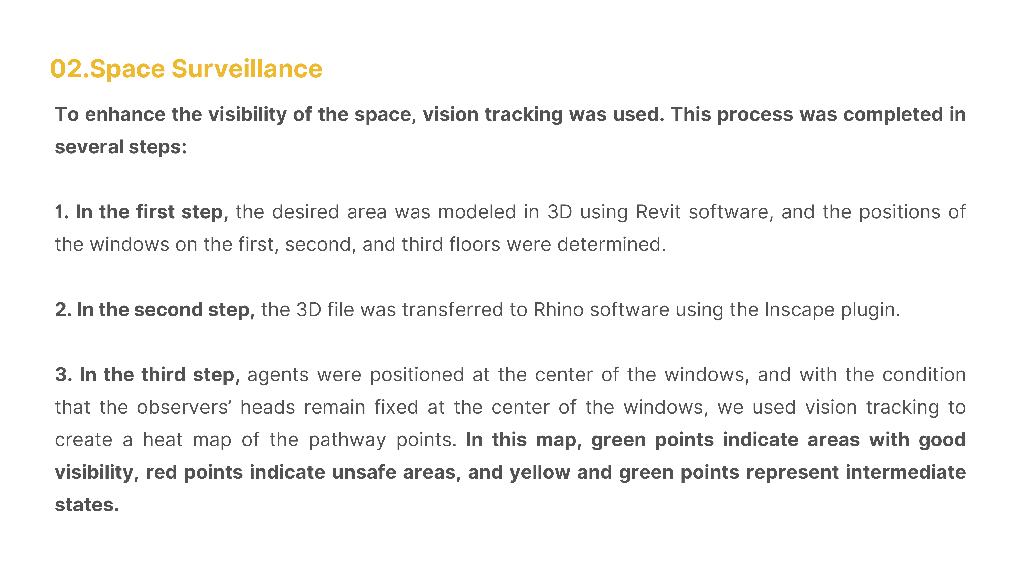 02.Space Surveillance
To enhance the visibility of the space, vision tracking was used. This process was completed in
several steps:
1. In the first step, the desired area was modeled in 3D using Revit software, and the positions of
the windows on the first, second, and third floors were determined.
2. In the second step, the 3D file was transferred to Rhino software using the Inscape plugin.
3. In the third step, agents were positioned at the center of the windows, and with the condition
that the observers’ heads remain fixed at the center of the windows, we used vision tracking to
create a heat map of the pathway points. In this map, green points indicate areas with good
visibility, red points indicate unsafe areas, and yellow and green points represent intermediate
states.